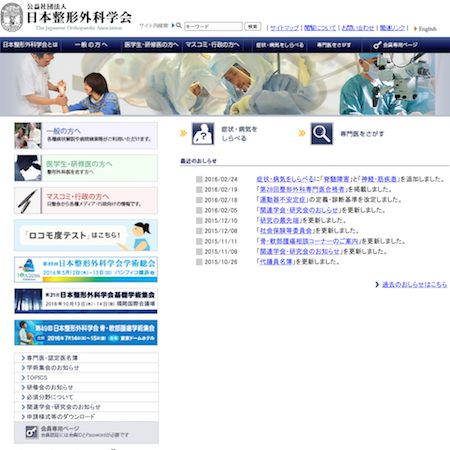 公益社団法人
日本整形外科学会
The Japanese Orthopaedic Association
サイト内検索
キーワード
検索
サイトマップ
閲覧について
お問い合わせ
関連リンク
English
日本整形外科学会とは
一般の方へ
医学生・研修医の方へ
マスコミ・行政の方へ
症状・病気をしらべる
専門医をさがす
会員専用ページ
一般の方へ
各種病状解説や病院検索等がご利用いただけます。
医学生・研修医の方へ
整形外科医を志す方へ
マスコミ・行政の方へ
日整会から各種メディア・行政向けの情報です。
「ロコモ度テスト」はこちら!
第89回日本整形外科学会学術総会
2016年5月12日(木)-15日(日) パシフィコ横浜
第31回 日本整形外科学会基礎学術集会
2016年10月13日(木)・14日(金) 福岡国際会議場
第49回 日本整形外科学会 骨・軟部腫瘍学術集会
2016年7月14日(木)・15日(金) 東京ドームホテル
専門医・認定医名簿
学術集会のお知らせ
TOPICS
研修会のお知らせ
必須分野について
関連学会・研究会のお知らせ
申請様式等のダウンロード
会員専用ページ
会員認証には会員IDとPasswordが必要です
症状・病気を
しらべる
専門医をさがす
最近のおしらせ
2016/02/24 症状・病気をしらべるに「脊髄障害」と「神経・筋疾患」を追加しました。
2016/02/19 「第28回整形外科専門医合格者」を掲載しました。
2016/02/18 「運動器不安定症」の定義・診断基準を改定しました。
2016/02/05 「関連学会・研究会のおしらせ」を更新しました。
2015/12/17 「研究の最先端」を更新しました。
2015/12/14 「社会保険等委員会」を更新しました。
2015/11/11 「骨・軟部腫瘍相談コーナーのご案内」を更新しました。
2015/11/09 「関連学会・研究会のおしらせ」を更新しました。
2015/10/26 「代議員名簿」を更新しました。
過去のおしらせはこちら